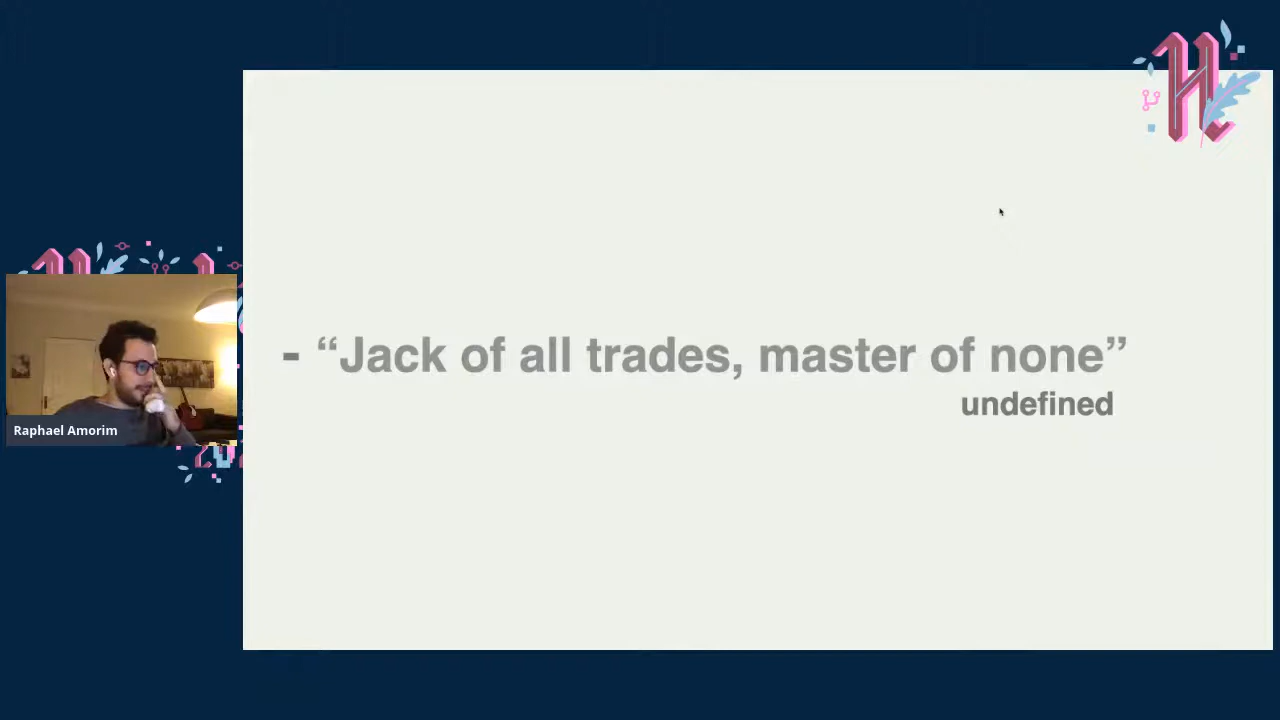 - “Jack of all trades, master of none”
undefined
Raphael Amorim